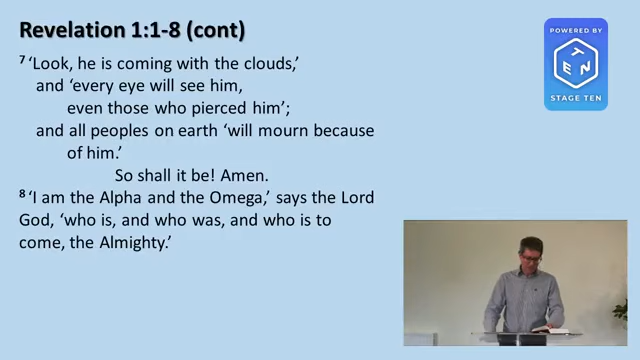 Revelation 1:1-8 (cont)
7 ‘Look, he is coming with the clouds,’
and ‘every eye will see him,
even those who pierced him’;
and all peoples on earth ‘will mourn because
of him.’
So shall it be! Amen.
8 ‘I am the Alpha and the Omega,’ says the Lord
God, ‘who is, and who was, and who is to
come, the Almighty.’
POWERED BY
TEN
STAGE TEN